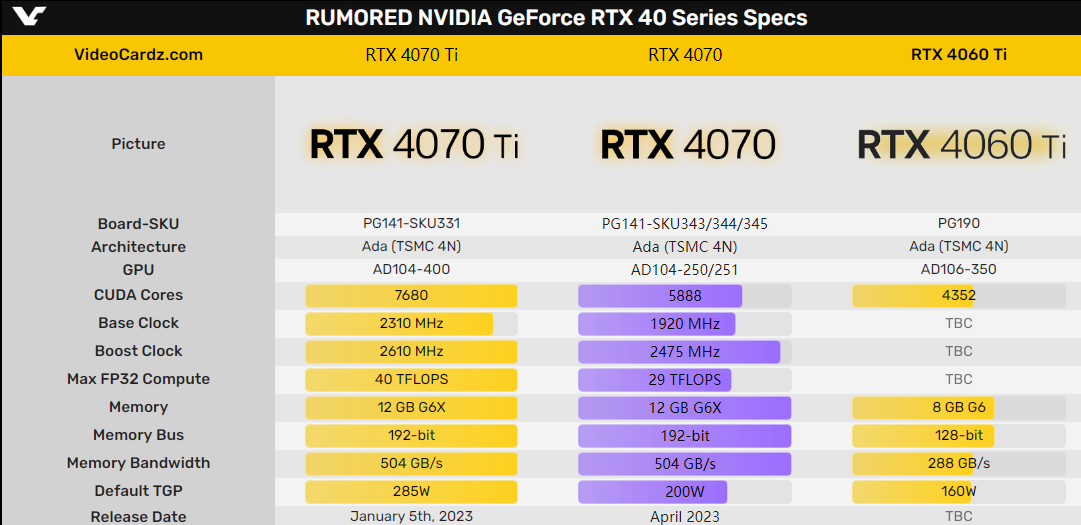 RUMORED NVIDIA GeForce RTX 40 Series Specs
VideoCardz.com RTX 4070 Ti RTX 4070 RTX 4060 Ti
Picture RTX 4070 Ti RTX 4070 RTX 4060 Ti
Board-SKU PG141-SKU331 PG141-SKU343/344/345 PG190
Architecture Ada (TSMC 4N) Ada (TSMC 4N) Ada (TSMC 4N)
GPU AD104-400 AD104-250/251 AD106-350
CUDA Cores 7680 5888 4352
Base Clock 2310 MHz 1920 MHz TBC
Boost Clock 2610 MHz 2475 MHz TBC
Max FP32 Compute 40 TFLOPS 29 TFLOPS TBC
Memory 12 GB G6X 12 GB G6X 8 GB G6
Memory Bus 192-bit 192-bit 128-bit
Memory Bandwidth 504 GB/s 504 GB/s 288 GB/s
Default TGP 285W 200W 160W
Release Date January 5th, 2023 April 2023 TBC